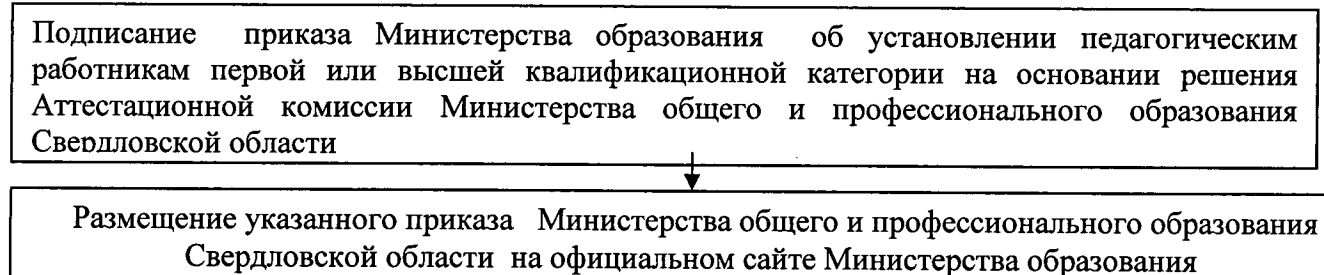 Подписание приказа Министерства образования об установлении педагогическим
работникам первой или высшей квалификационной категории на основании решения
Аттестационной комиссии Министерства общего и профессионального образования
Свердловской области
Размещение указанного приказа Министерства общего и профессионального образования
Свердловской области на официальном сайте Министерства образования